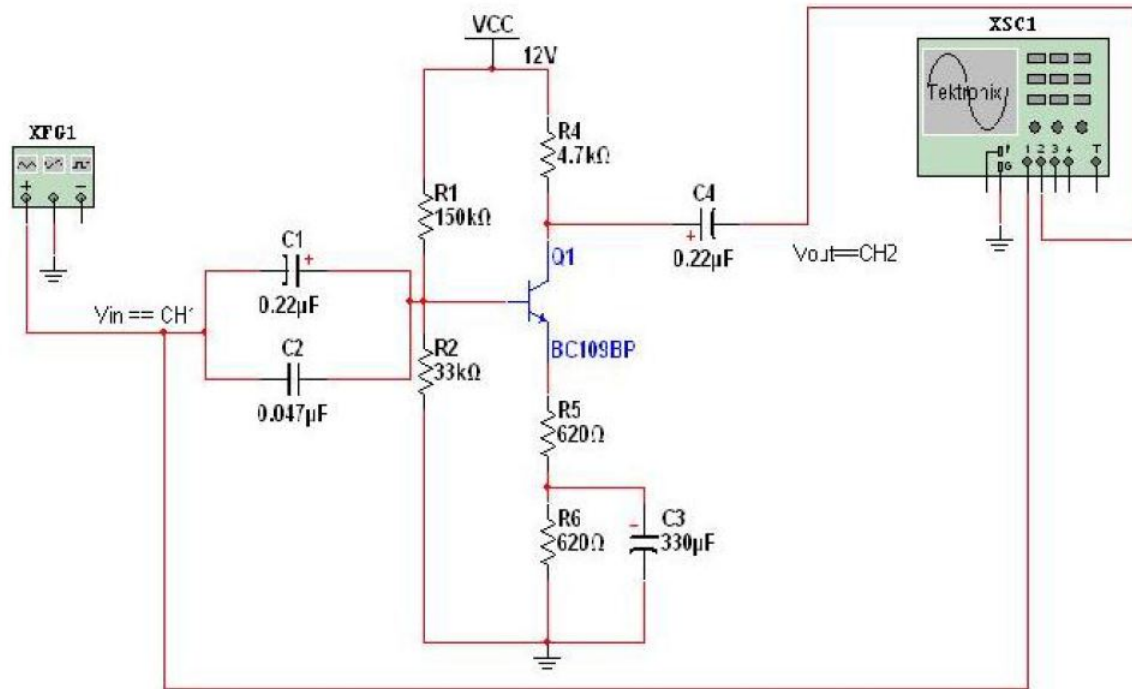 XSC1
VCC
12V
Tektronix
F
G
1 2 3 4
T
XFG1
+ −
R4
4.7kΩ
R1
150kΩ
C4
+
0.22µF
Vout==CH2
C1
+
0.22µF
Q1
Vin == CH1
BC109BP
C2
0.047µF
R2
33kΩ
R5
620Ω
R6
620Ω
C3
330µF